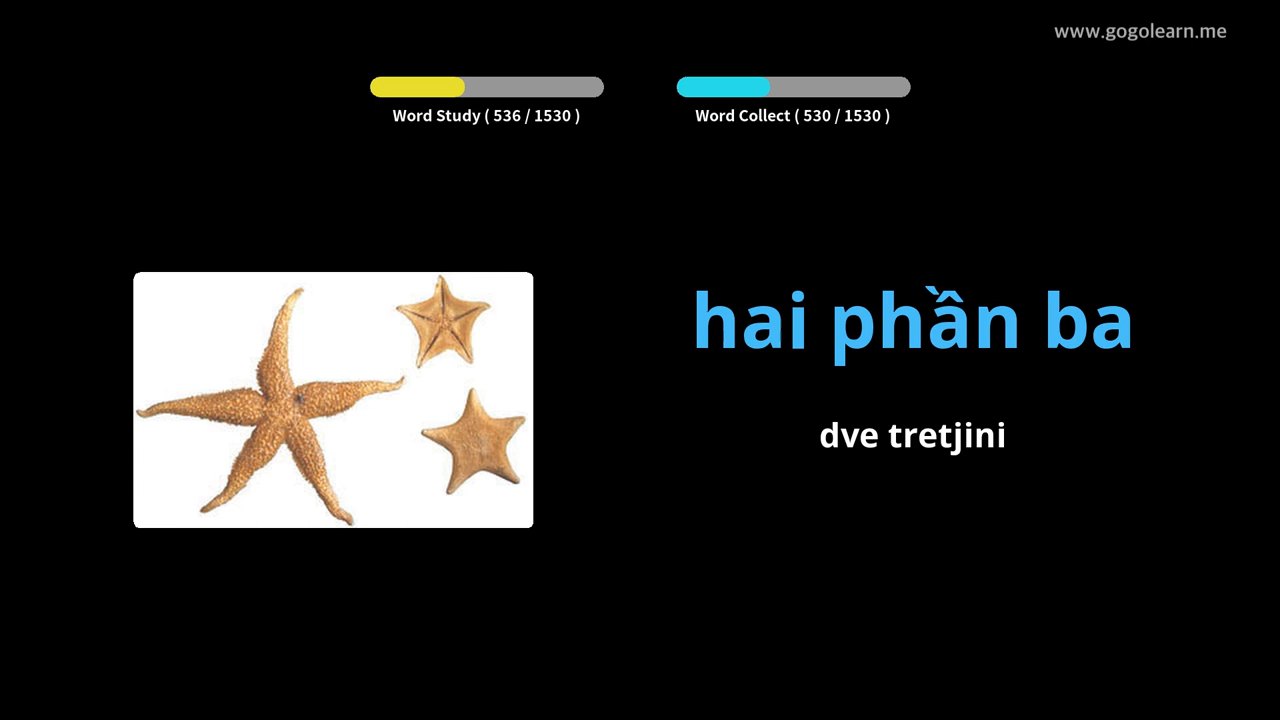 www.gogolearn.me
Word Study ( 536 / 1530 )
Word Collect ( 530 / 1530 )
hai phần ba
dve tretjini